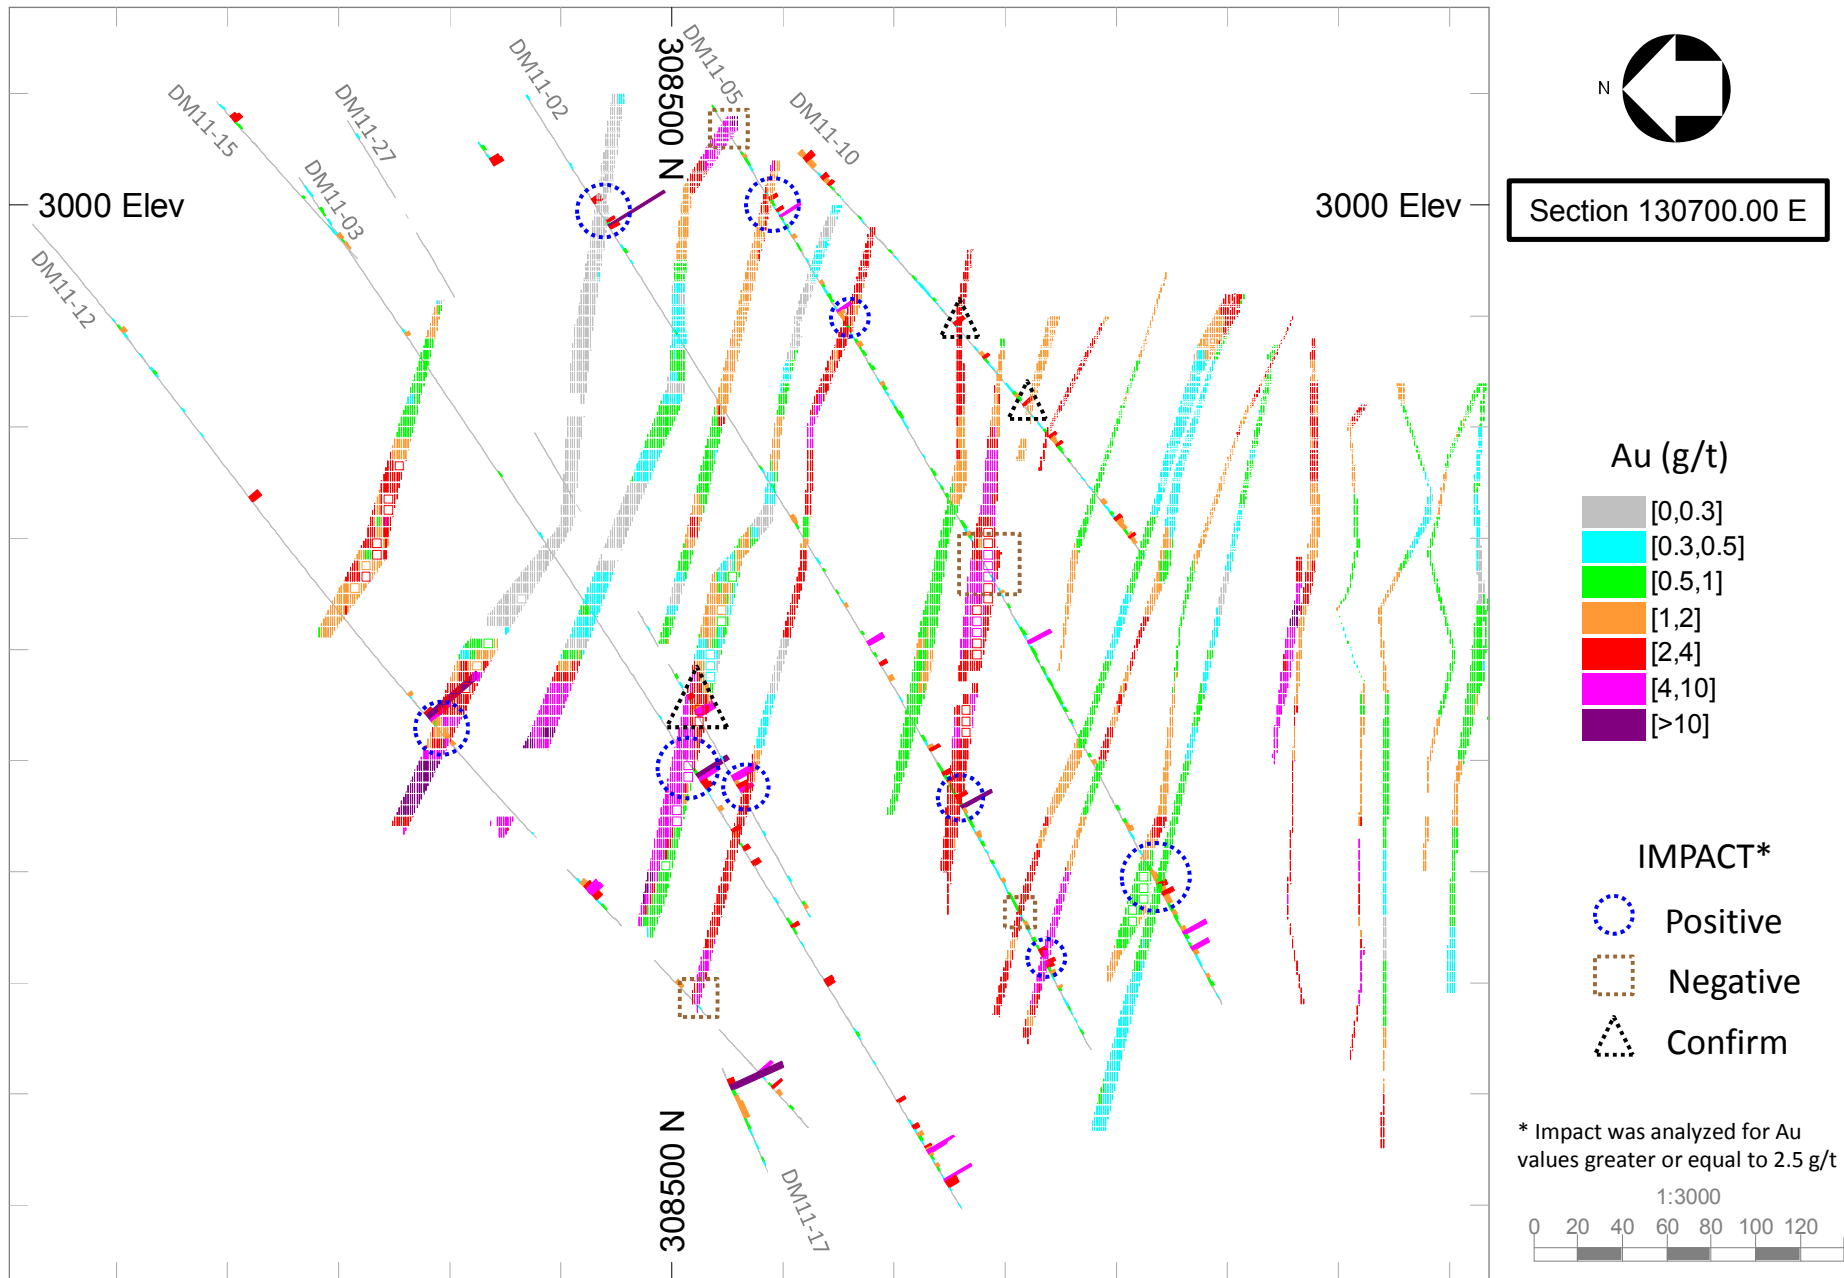 308500 N
DM11-05
DM11-02
DM11-10
DM11-27
DM11-15
DM11-03
DM11-12
3000 Elev
3000 Elev
N
Section 130700.00 E
Au (g/t)
[0,0.3]
[0.3,0.5]
[0.5,1]
[1,2]
[2,4]
[4,10]
[>10]
IMPACT*
Positive
Negative
Confirm
308500 N
DM11-17
* Impact was analyzed for Au
values greater or equal to 2.5 g/t
1:3000
0 20 40 60 80 100 120